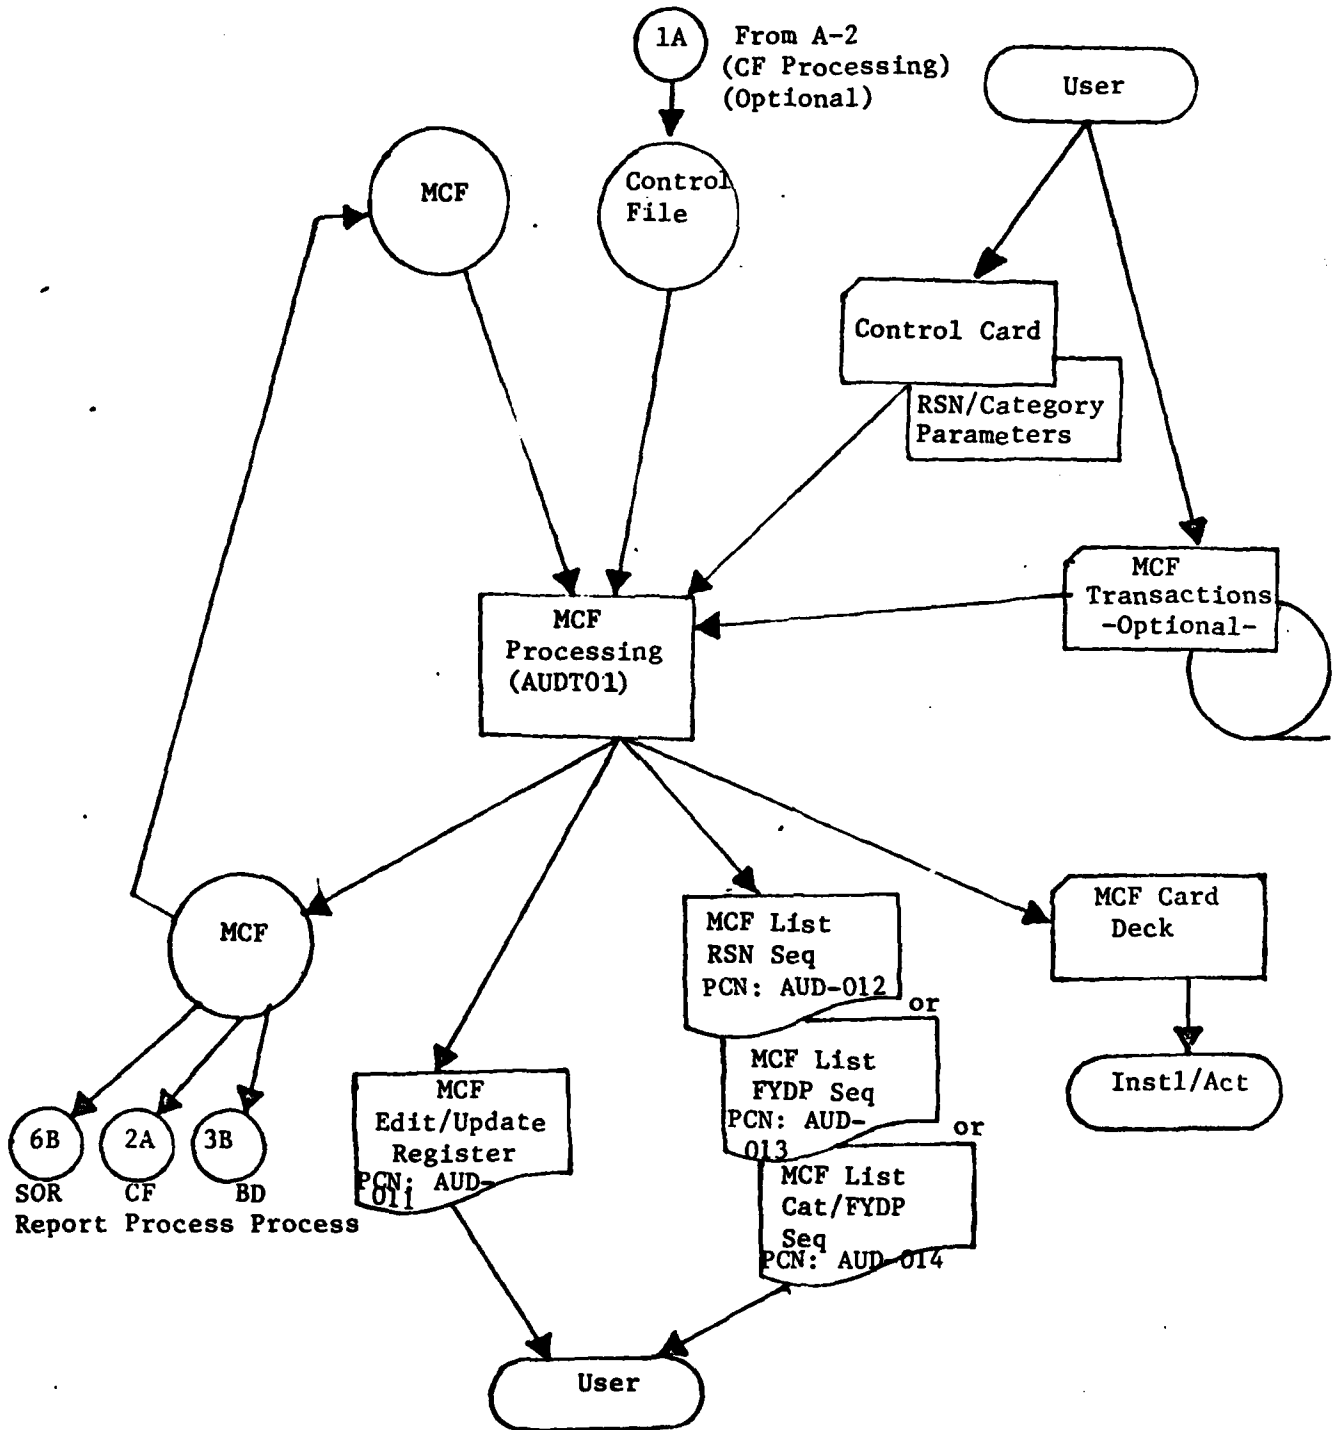 1A
From A-2
(CF Processing)
(Optional)
User
MCF
Control
File
Control Card
RSN/Category
Parameters
MCF
Transactions
-Optional-
MCF
Processing
(AUDT01)
MCF
MCF List
RSN Seq
PCN: AUD-012
or
MCF List
FYDP Seq
PCN: AUD-
013
or
MCF List
Cat/FYDP
Seq
PCN: AUD-014
MCF Card
Deck
Instl/Act
MCF
Edit/Update
Register
PCN: AUD-
011
6B
2A
3B
SOR CF BD
Report Process Process
User